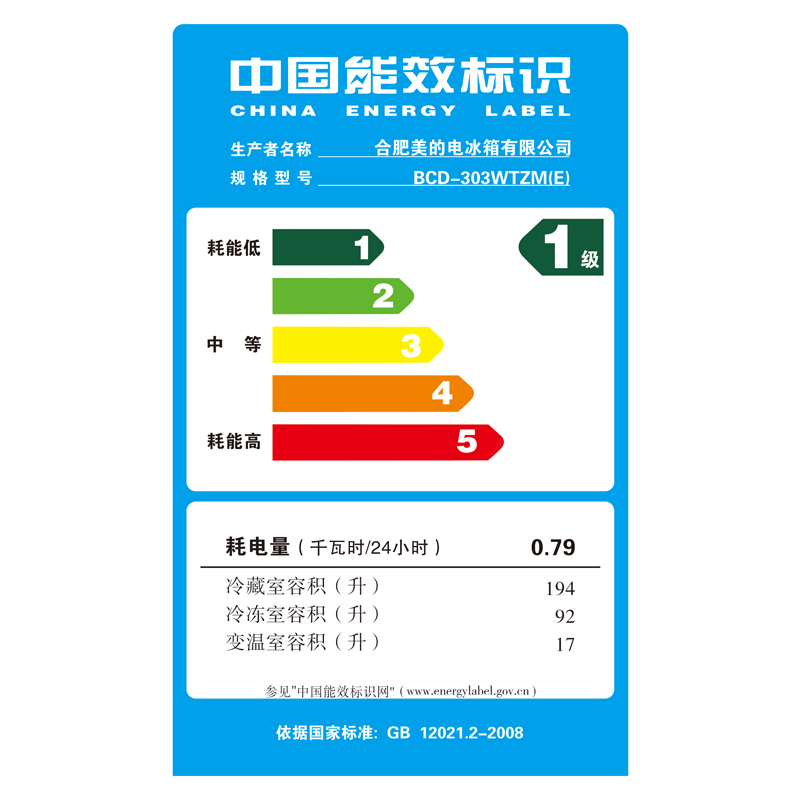 中国能效标识
CHINA ENERGY LABEL
生产者名称 合肥美的电冰箱有限公司
规格型号 BCD-303WTZM(E)
耗能低 1 1级
2
中 等 3
4
耗能高 5
耗电量（千瓦时/24小时） 0.79
冷藏室容积（升） 194
冷冻室容积（升） 92
变温室容积（升） 17
参见"中国能效标识网"（www.energylabel.gov.cn）
依据国家标准: GB 12021.2-2008